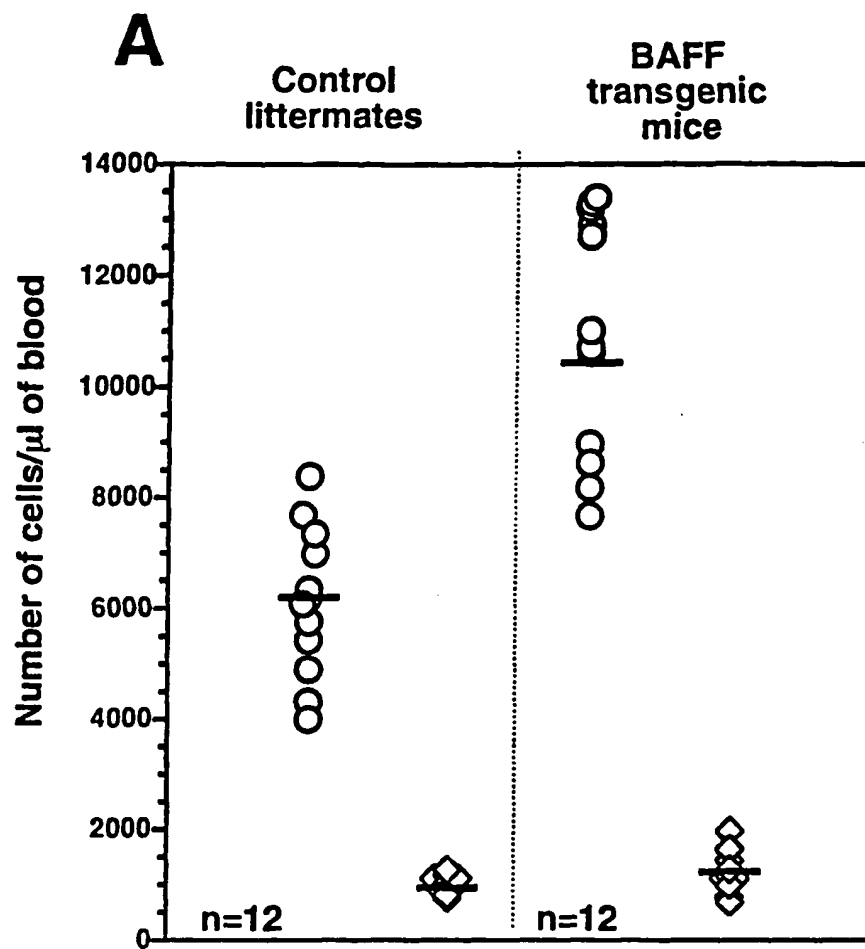 A
Control
littermates
BAFF
transgenic
mice
Number of cells/µl of blood
14000
12000
10000
8000
6000
4000
2000
0
n=12
n=12